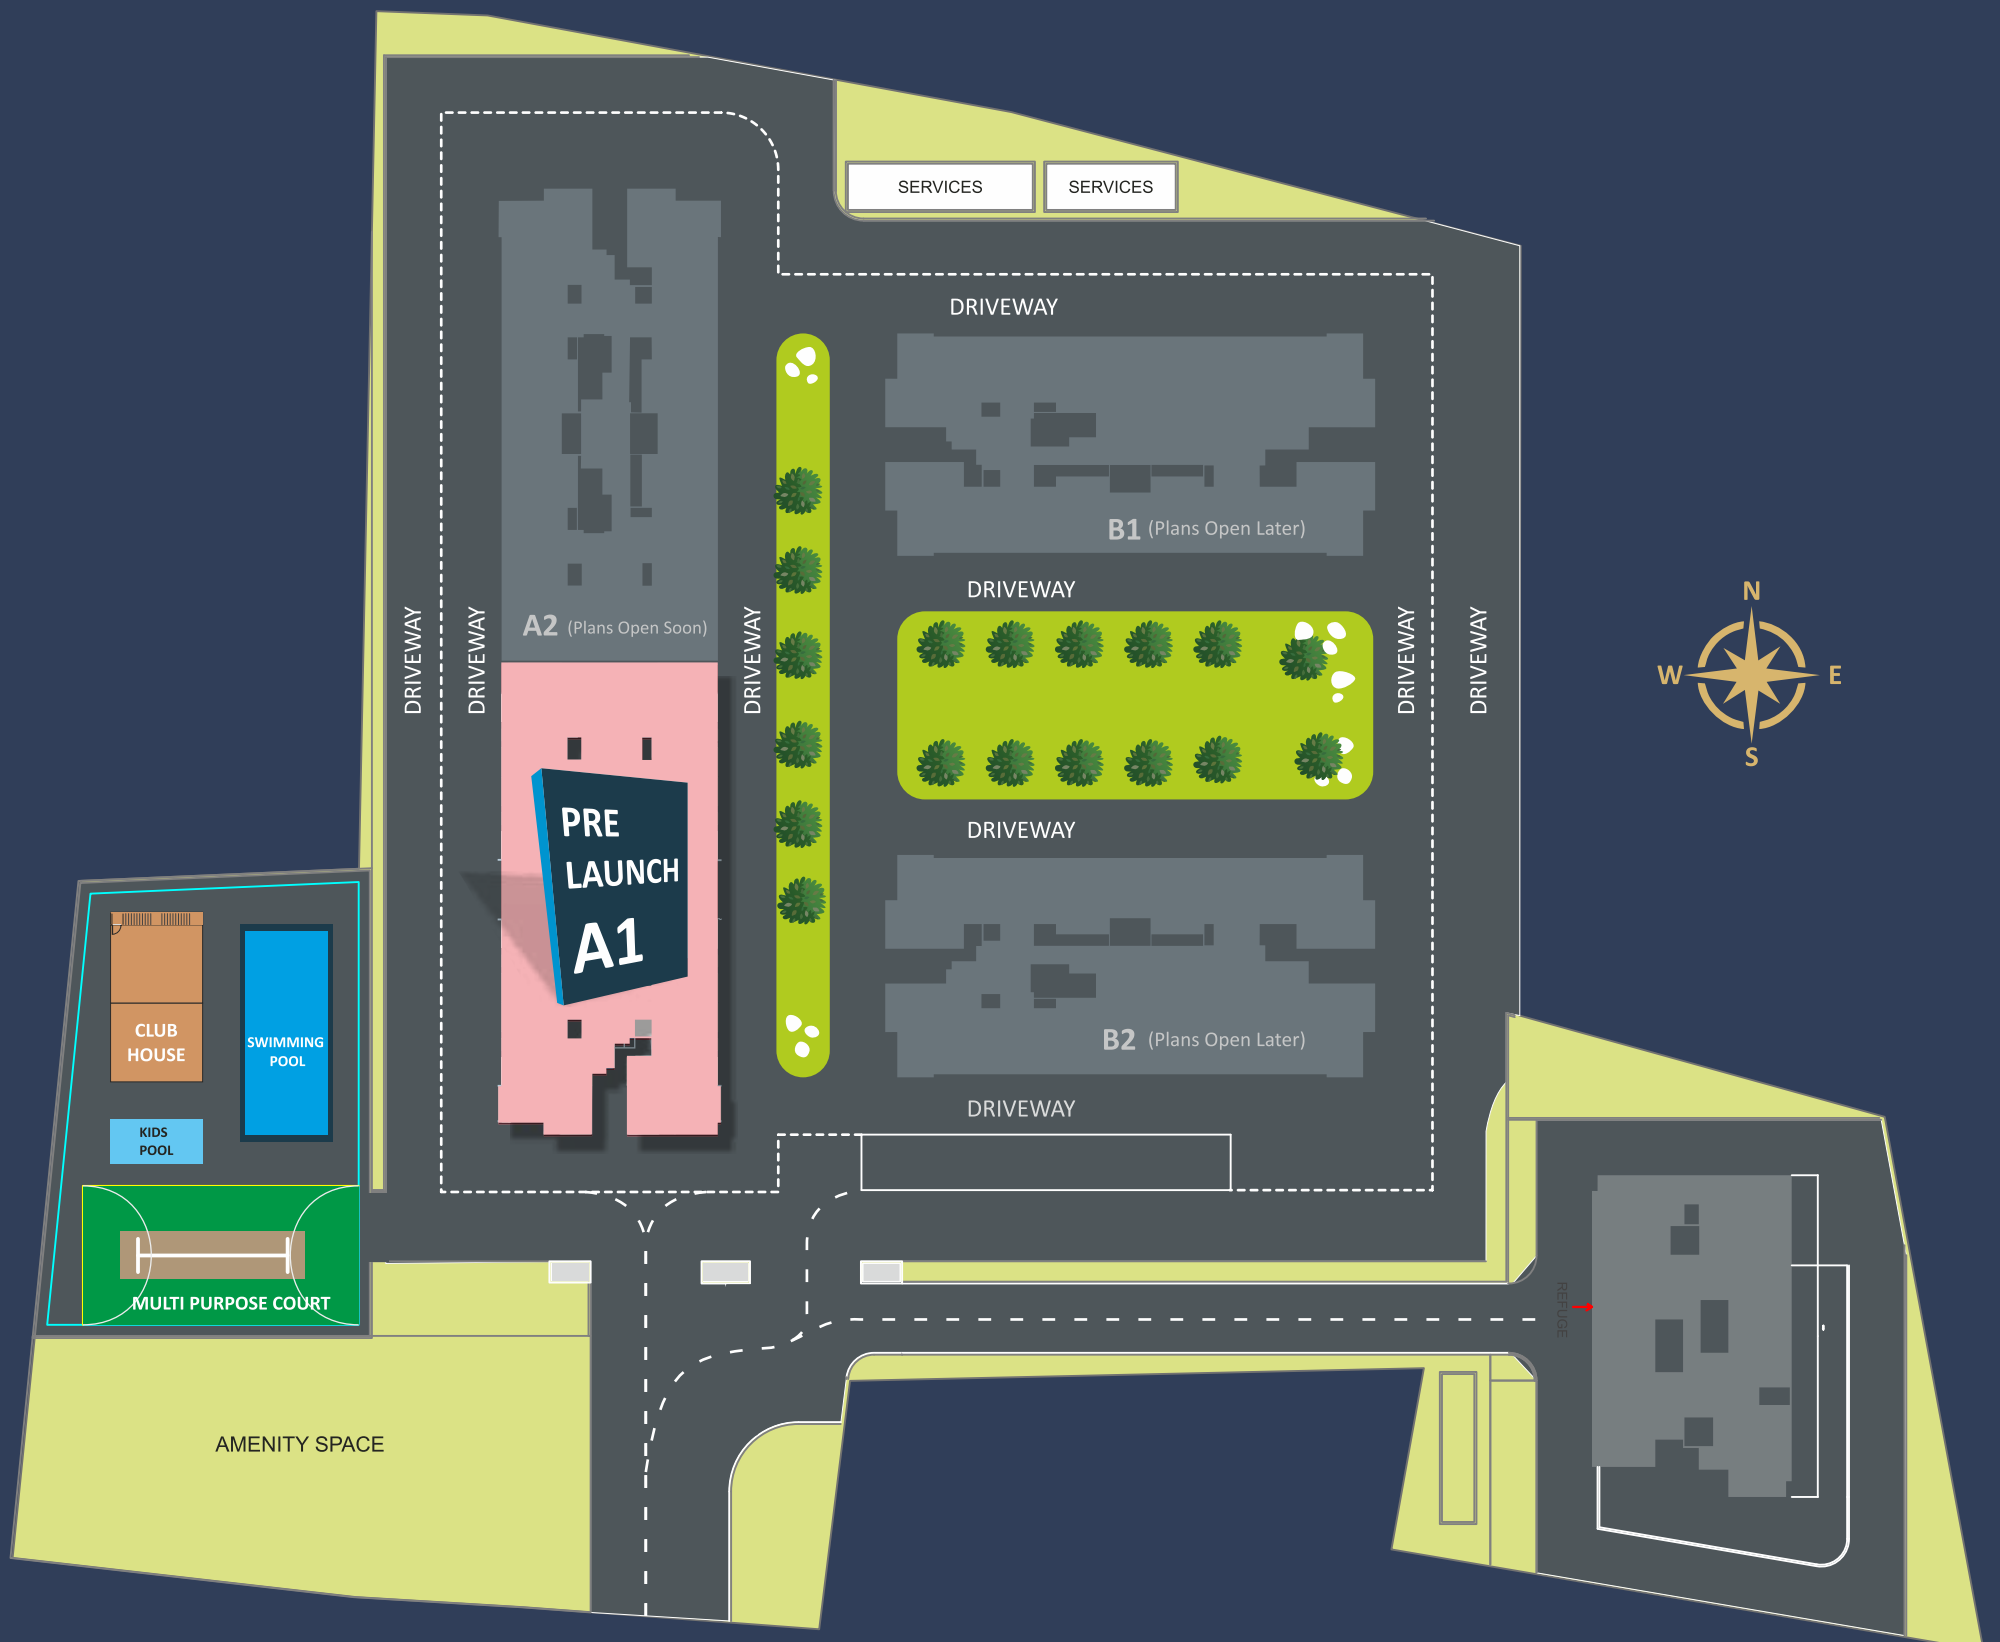 SERVICES
SERVICES
DRIVEWAY
B1 (Plans Open Later)
DRIVEWAY
N
W
E
S
A2 (Plans Open Soon)
DRIVEWAY
DRIVEWAY
DRIVEWAY
DRIVEWAY
DRIVEWAY
PRE
LAUNCH
A1
DRIVEWAY
B2 (Plans Open Later)
DRIVEWAY
CLUB
HOUSE
SWIMMING
POOL
KIDS
POOL
MULTI PURPOSE COURT
REFUGE
AMENITY SPACE